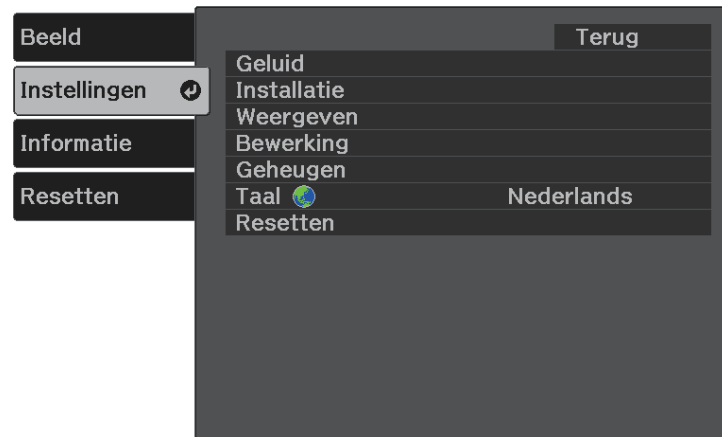 Beeld
Instellingen
Informatie
Resetten
Terug
Geluid
Installatie
Weergeven
Bewerking
Geheugen
Taal Nederlands
Resetten